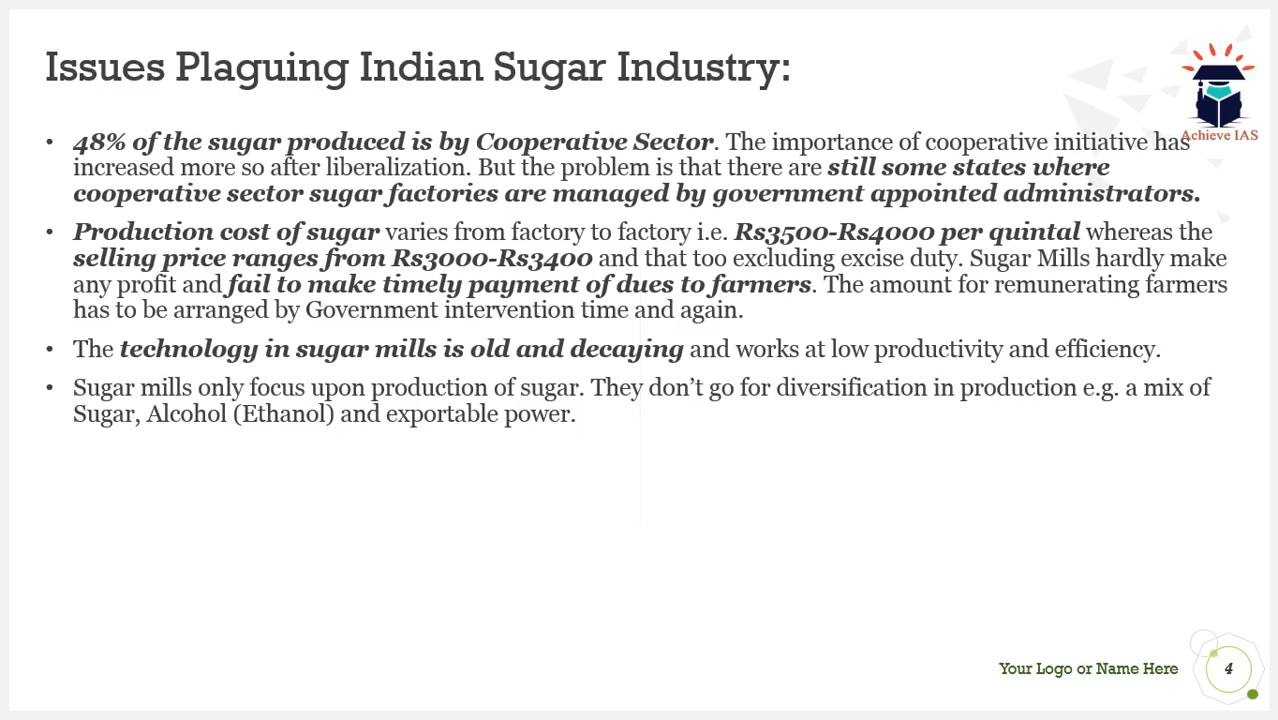 Issues Plaguing Indian Sugar Industry:
Achieve IAS
• 48% of the sugar produced is by Cooperative Sector. The importance of cooperative initiative has
increased more so after liberalization. But the problem is that there are still some states where
cooperative sector sugar factories are managed by government appointed administrators.
• Production cost of sugar varies from factory to factory i.e. Rs3500-Rs4000 per quintal whereas the
selling price ranges from Rs3000-Rs3400 and that too excluding excise duty. Sugar Mills hardly make
any profit and fail to make timely payment of dues to farmers. The amount for remunerating farmers
has to be arranged by Government intervention time and again.
• The technology in sugar mills is old and decaying and works at low productivity and efficiency.
• Sugar mills only focus upon production of sugar. They don’t go for diversification in production e.g. a mix of
Sugar, Alcohol (Ethanol) and exportable power.
Your Logo or Name Here
4